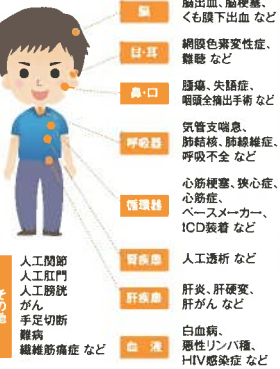 脳
脳出血、脳梗塞、
くも膜下出血 など
目・耳
網膜色素変性症、
難聴 など
鼻・口
腫瘍、失語症、
咽頭全摘出手術 など
呼吸器
気管支喘息、
肺結核、肺線維症、
呼吸不全 など
循環器
心筋梗塞、狭心症、
心筋症、
ペースメーカー、
ICD装着 など
腎疾患
人工透析 など
肝疾患
肝炎、肝硬変、
肝がん など
血液
白血病、
悪性リンパ種、
HIV感染症 など
その他
人工関節
人工肛門
人工膀胱
がん
手足切断
難病
繊維筋痛症 など